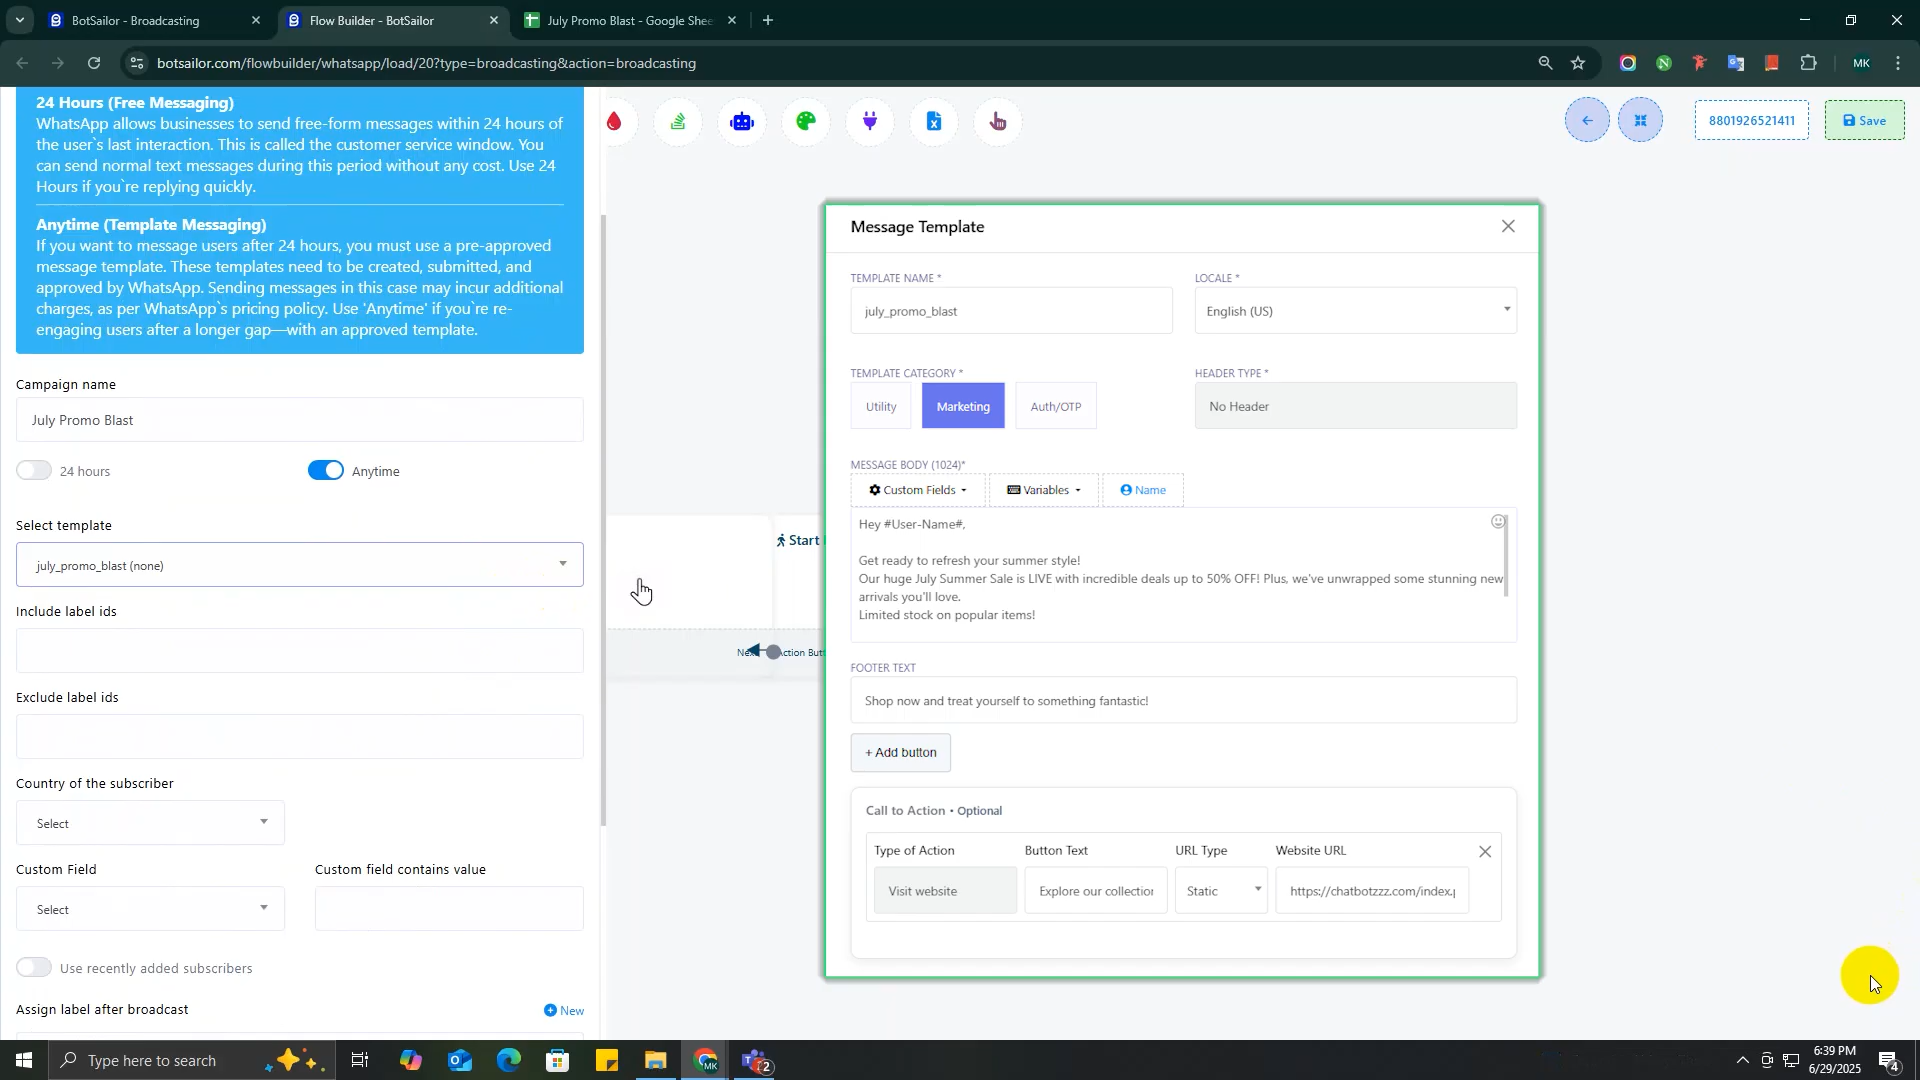 BotSailor - Broadcasting
Flow Builder - BotSailor
July Promo Blast - Google Shee
botsailor.com/flowbuilder/whatsapp/load/20?type=broadcasting&action=broadcasting
MK
24 Hours (Free Messaging)
WhatsApp allows businesses to send free-form messages within 24 hours of
the user`s last interaction. This is called the customer service window. You
can send normal text messages during this period without any cost. Use 24
Hours if you`re replying quickly.
Anytime (Template Messaging)
If you want to message users after 24 hours, you must use a pre-approved
message template. These templates need to be created, submitted, and
approved by WhatsApp. Sending messages in this case may incur additional
charges, as per WhatsApp`s pricing policy. Use 'Anytime' if you`re re-
engaging users after a longer gap—with an approved template.
Campaign name
July Promo Blast
24 hours
Anytime
Select template
july_promo_blast (none)
Include label ids
Exclude label ids
Country of the subscriber
Select
Custom Field
Custom field contains value
Select
Use recently added subscribers
Assign label after broadcast
New
8801926521411
Save
Start
Action Butt
Message Template
TEMPLATE NAME *
LOCALE *
july_promo_blast
English (US)
TEMPLATE CATEGORY *
HEADER TYPE *
Utility
Marketing
Auth/OTP
No Header
MESSAGE BODY (1024)*
Custom Fields
Variables
Name
Hey #User-Name#,
Get ready to refresh your summer style!
Our huge July Summer Sale is LIVE with incredible deals up to 50% OFF! Plus, we've unwrapped some stunning new
arrivals you'll love.
Limited stock on popular items!
FOOTER TEXT
Shop now and treat yourself to something fantastic!
+ Add button
Call to Action • Optional
Type of Action
Button Text
URL Type
Website URL
Visit website
Explore our collection
Static
https://chatbotzzz.com/index.p
Type here to search
MK
2
6:39 PM
6/29/2025
4